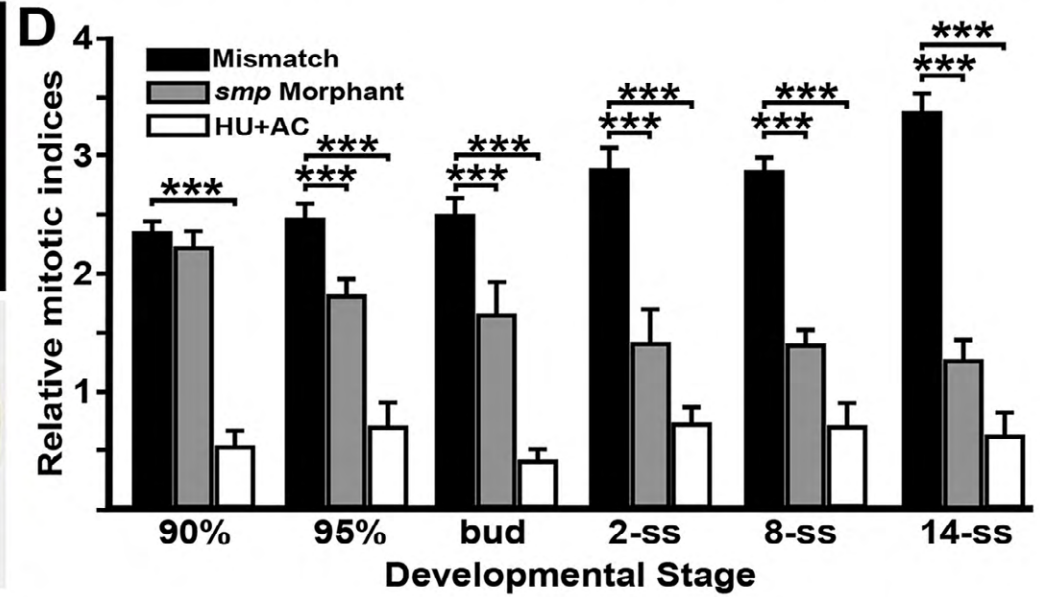 D
4
3
2
1
Relative mitotic indices
Mismatch
smp Morphant
HU+AC
***
***
***
***
***
***
***
***
***
***
***
90%
95%
bud
2-ss
8-ss
14-ss
Developmental Stage